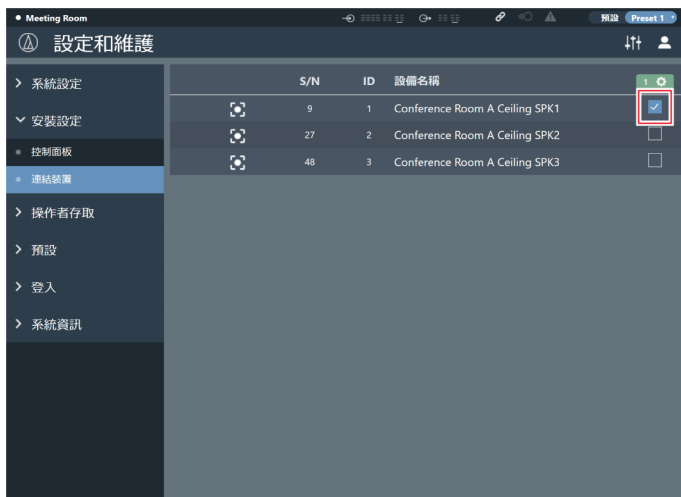 Meeting Room 預設 Preset 1
設定和維護
系統設定
安裝設定
控制面板
連結裝置
操作者存取
預設
登入
系統資訊
S/N ID 設備名稱 1
9 1 Conference Room A Ceiling SPK1
27 2 Conference Room A Ceiling SPK2
48 3 Conference Room A Ceiling SPK3